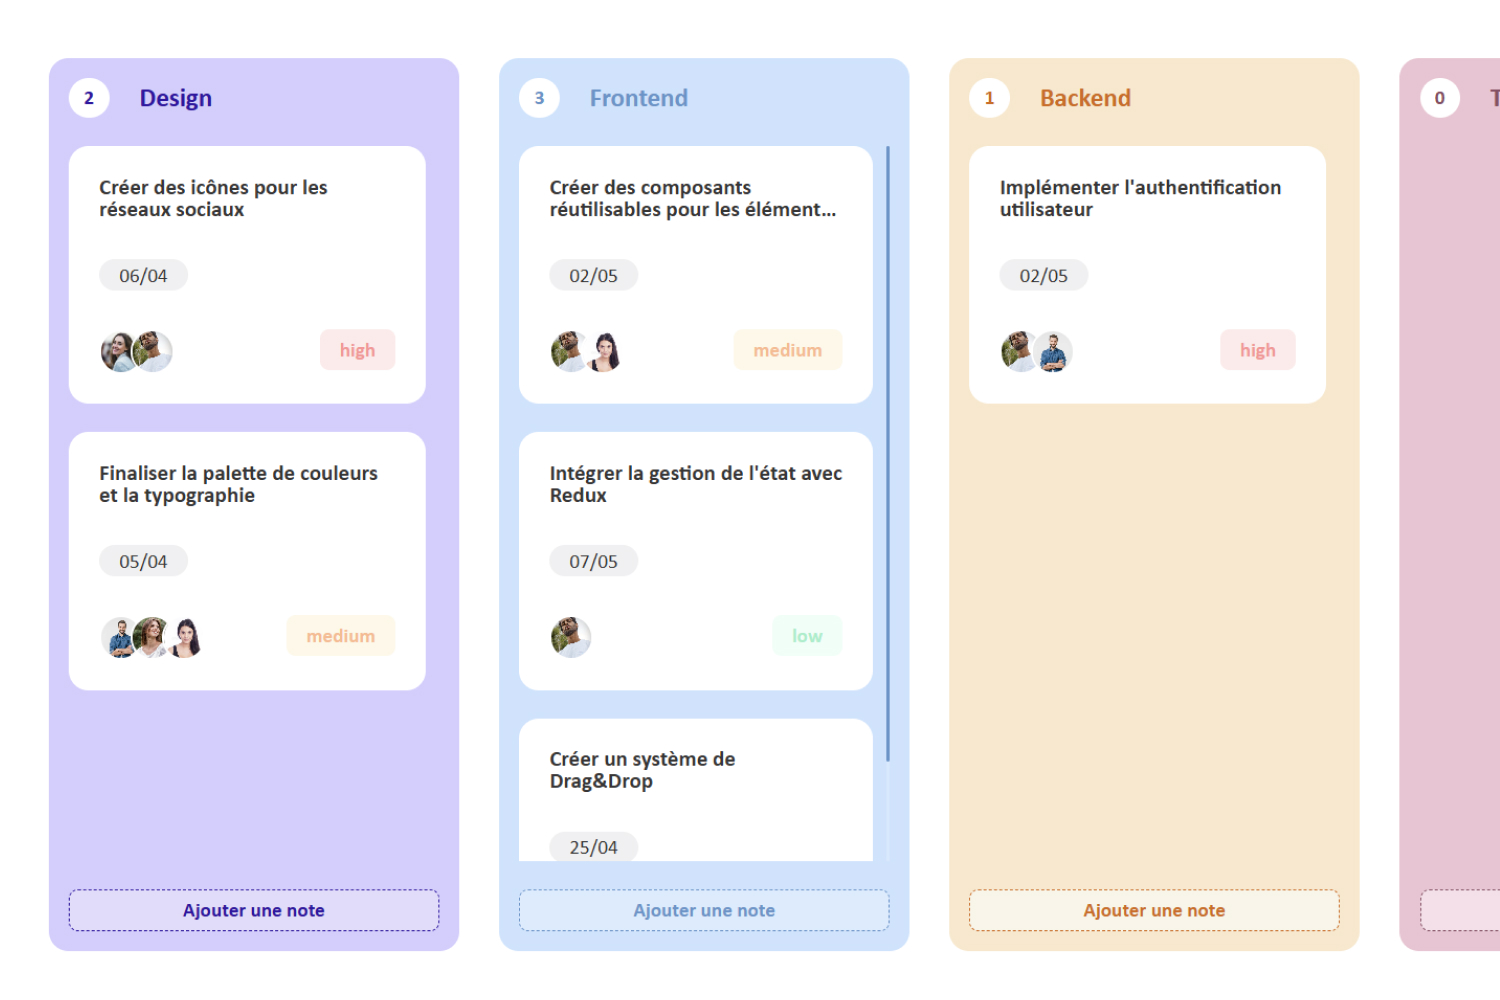 2 Design
Créer des icônes pour les
réseaux sociaux
06/04
high
Finaliser la palette de couleurs
et la typographie
05/04
medium
Ajouter une note
3 Frontend
Créer des composants
réutilisables pour les élément...
02/05
medium
Intégrer la gestion de l'état avec
Redux
07/05
low
Créer un système de
Drag&Drop
25/04
Ajouter une note
1 Backend
Implémenter l'authentification
utilisateur
02/05
high
Ajouter une note
0